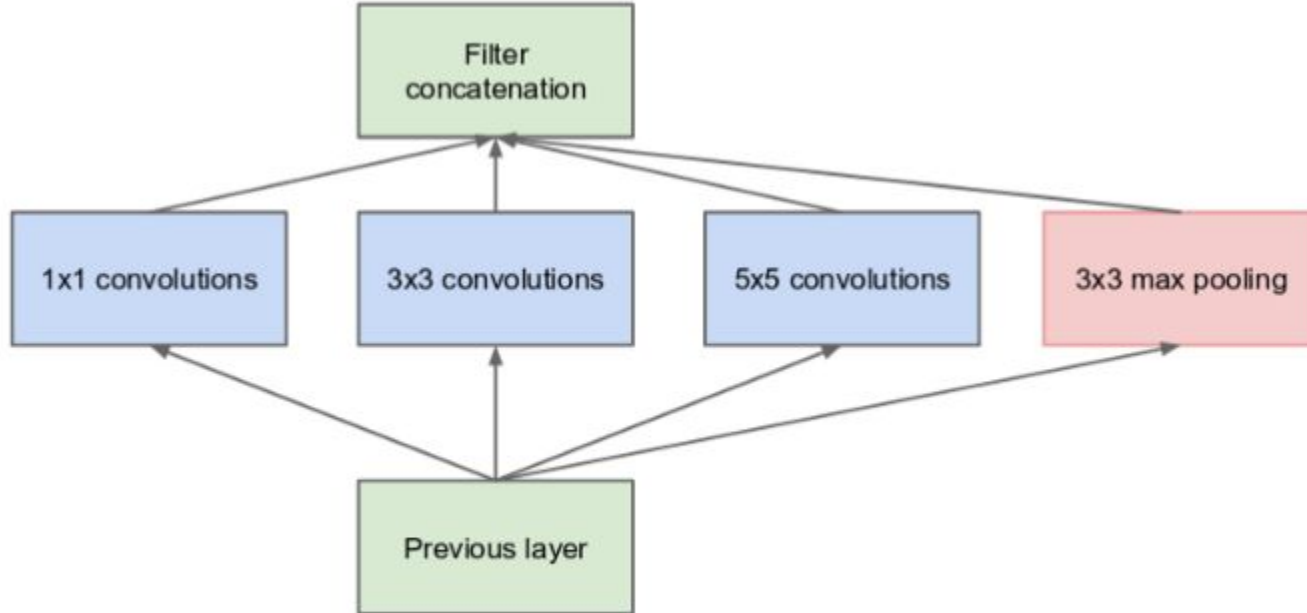 Filter
concatenation
1x1 convolutions
3x3 convolutions
5x5 convolutions
3x3 max pooling
Previous layer